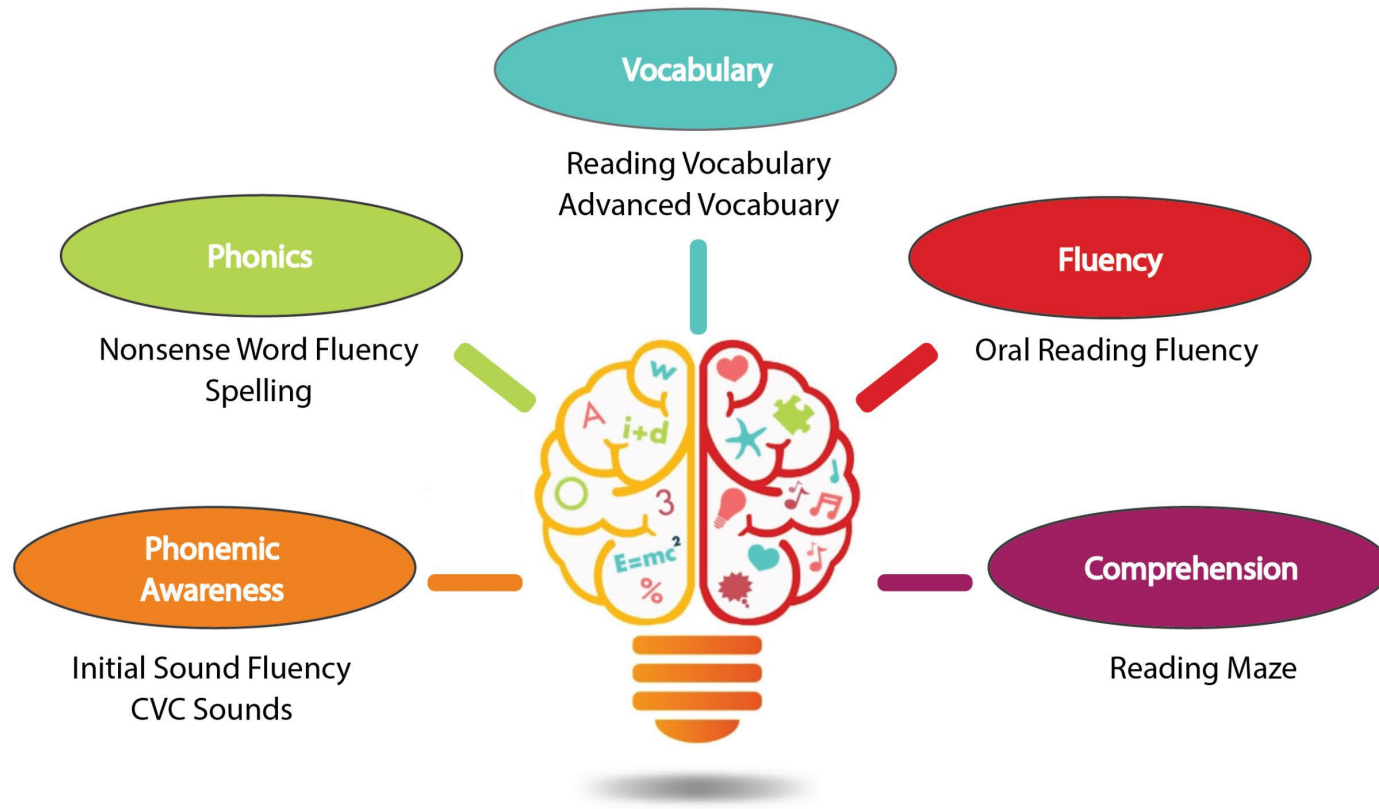 Vocabulary
Reading Vocabulary
Advanced Vocabuary
Phonics
Nonsense Word Fluency
Spelling
Fluency
Oral Reading Fluency
Phonemic
Awareness
Initial Sound Fluency
CVC Sounds
Comprehension
Reading Maze
w
A
i+d
3
E=mc²
%